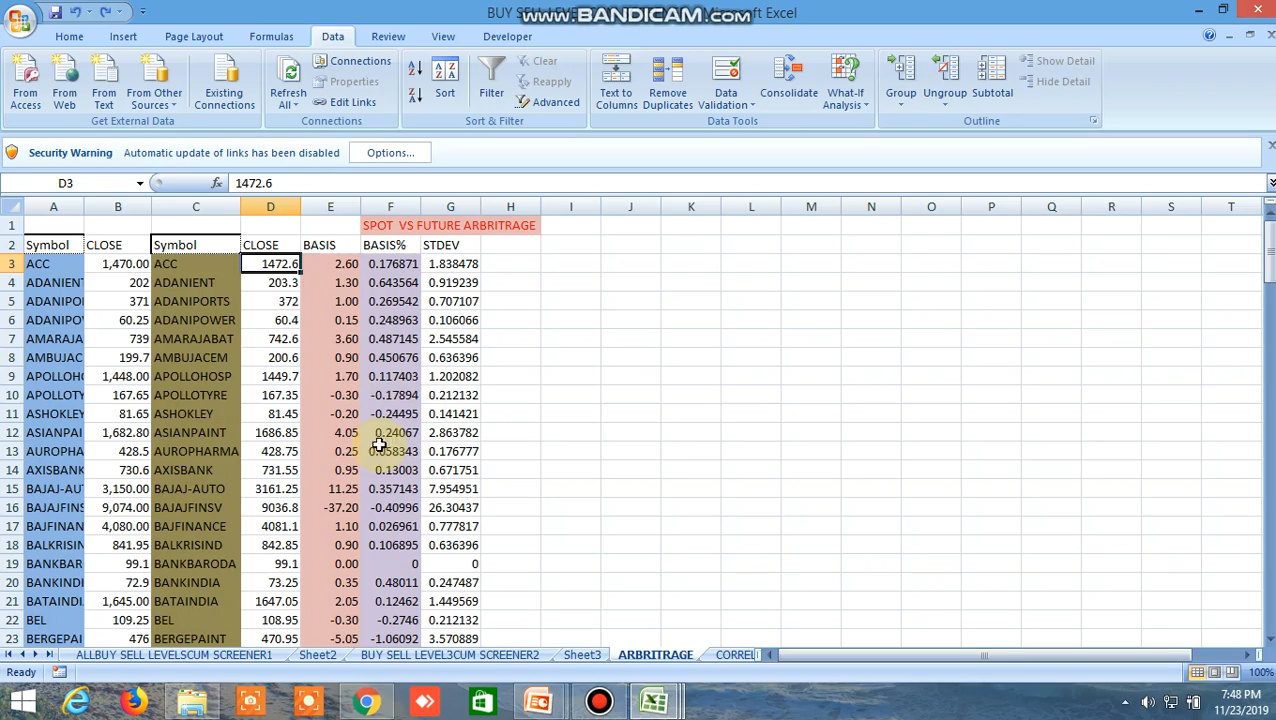 BUY SELL LEVEL
Microsoft Excel
www.BANDICAM.com
Home Insert Page Layout Formulas Data Review View Developer
From Access
From Web
From Text
From Other Sources
Existing Connections
Get External Data
Refresh All
Connections
Properties
Edit Links
Connections
Sort
Filter
Clear
Reapply
Advanced
Sort & Filter
Text to Columns
Remove Duplicates
Data Validation
Consolidate
What-If Analysis
Data Tools
Group
Ungroup
Subtotal
Show Detail
Hide Detail
Outline
Security Warning Automatic update of links has been disabled Options...
D3 fx 1472.6
A B C D E F G H I J K L M N O P Q R S T
1 SPOT VS FUTURE ARBRITRAGE
2 Symbol CLOSE Symbol CLOSE BASIS BASIS% STDEV
3 ACC 1,470.00 ACC 1472.6 2.60 0.176871 1.838478
4 ADANIENT 202 ADANIENT 203.3 1.30 0.643564 0.919239
5 ADANIPO 371 ADANIPORTS 372 1.00 0.269542 0.707107
6 ADANIPO 60.25 ADANIPOWER 60.4 0.15 0.248963 0.106066
7 AMARAJA 739 AMARAJABAT 742.6 3.60 0.487145 2.545584
8 AMBUJAC 199.7 AMBUJACEM 200.6 0.90 0.450676 0.636396
9 APOLLOHO 1,448.00 APOLLOHOSP 1449.7 1.70 0.117403 1.202082
10 APOLLOTY 167.65 APOLLOTYRE 167.35 -0.30 -0.17894 0.212132
11 ASHOKLEY 81.65 ASHOKLEY 81.45 -0.20 -0.24495 0.141421
12 ASIANPAI 1,682.80 ASIANPAINT 1686.85 4.05 0.24067 2.863782
13 AUROPHA 428.5 AUROPHARMA 428.75 0.25 0.058343 0.176777
14 AXISBANK 730.6 AXISBANK 731.55 0.95 0.13003 0.671751
15 BAJAJ-AU 3,150.00 BAJAJ-AUTO 3161.25 11.25 0.357143 7.954951
16 BAJAJFINS 9,074.00 BAJAJFINSV 9036.8 -37.20 -0.40996 26.30437
17 BAJFINAN 4,080.00 BAJFINANCE 4081.1 1.10 0.026961 0.777817
18 BALKRISIN 841.95 BALKRISIND 842.85 0.90 0.106895 0.636396
19 BANKBAR 99.1 BANKBARODA 99.1 0.00 0 0
20 BANKINDI 72.9 BANKINDIA 73.25 0.35 0.48011 0.247487
21 BATAINDI 1,645.00 BATAINDIA 1647.05 2.05 0.12462 1.449569
22 BEL 109.25 BEL 108.95 -0.30 -0.2746 0.212132
23 BERGEPAI 476 BERGEPAINT 470.95 -5.05 -1.06092 3.570889
ALLBUY SELL LEVELSCUM SCREENER1 Sheet2 BUY SELL LEVEL3CUM SCREENER2 Sheet3 ARBRITRAGE CORREL
Ready 100%
7:48 PM
11/23/2019